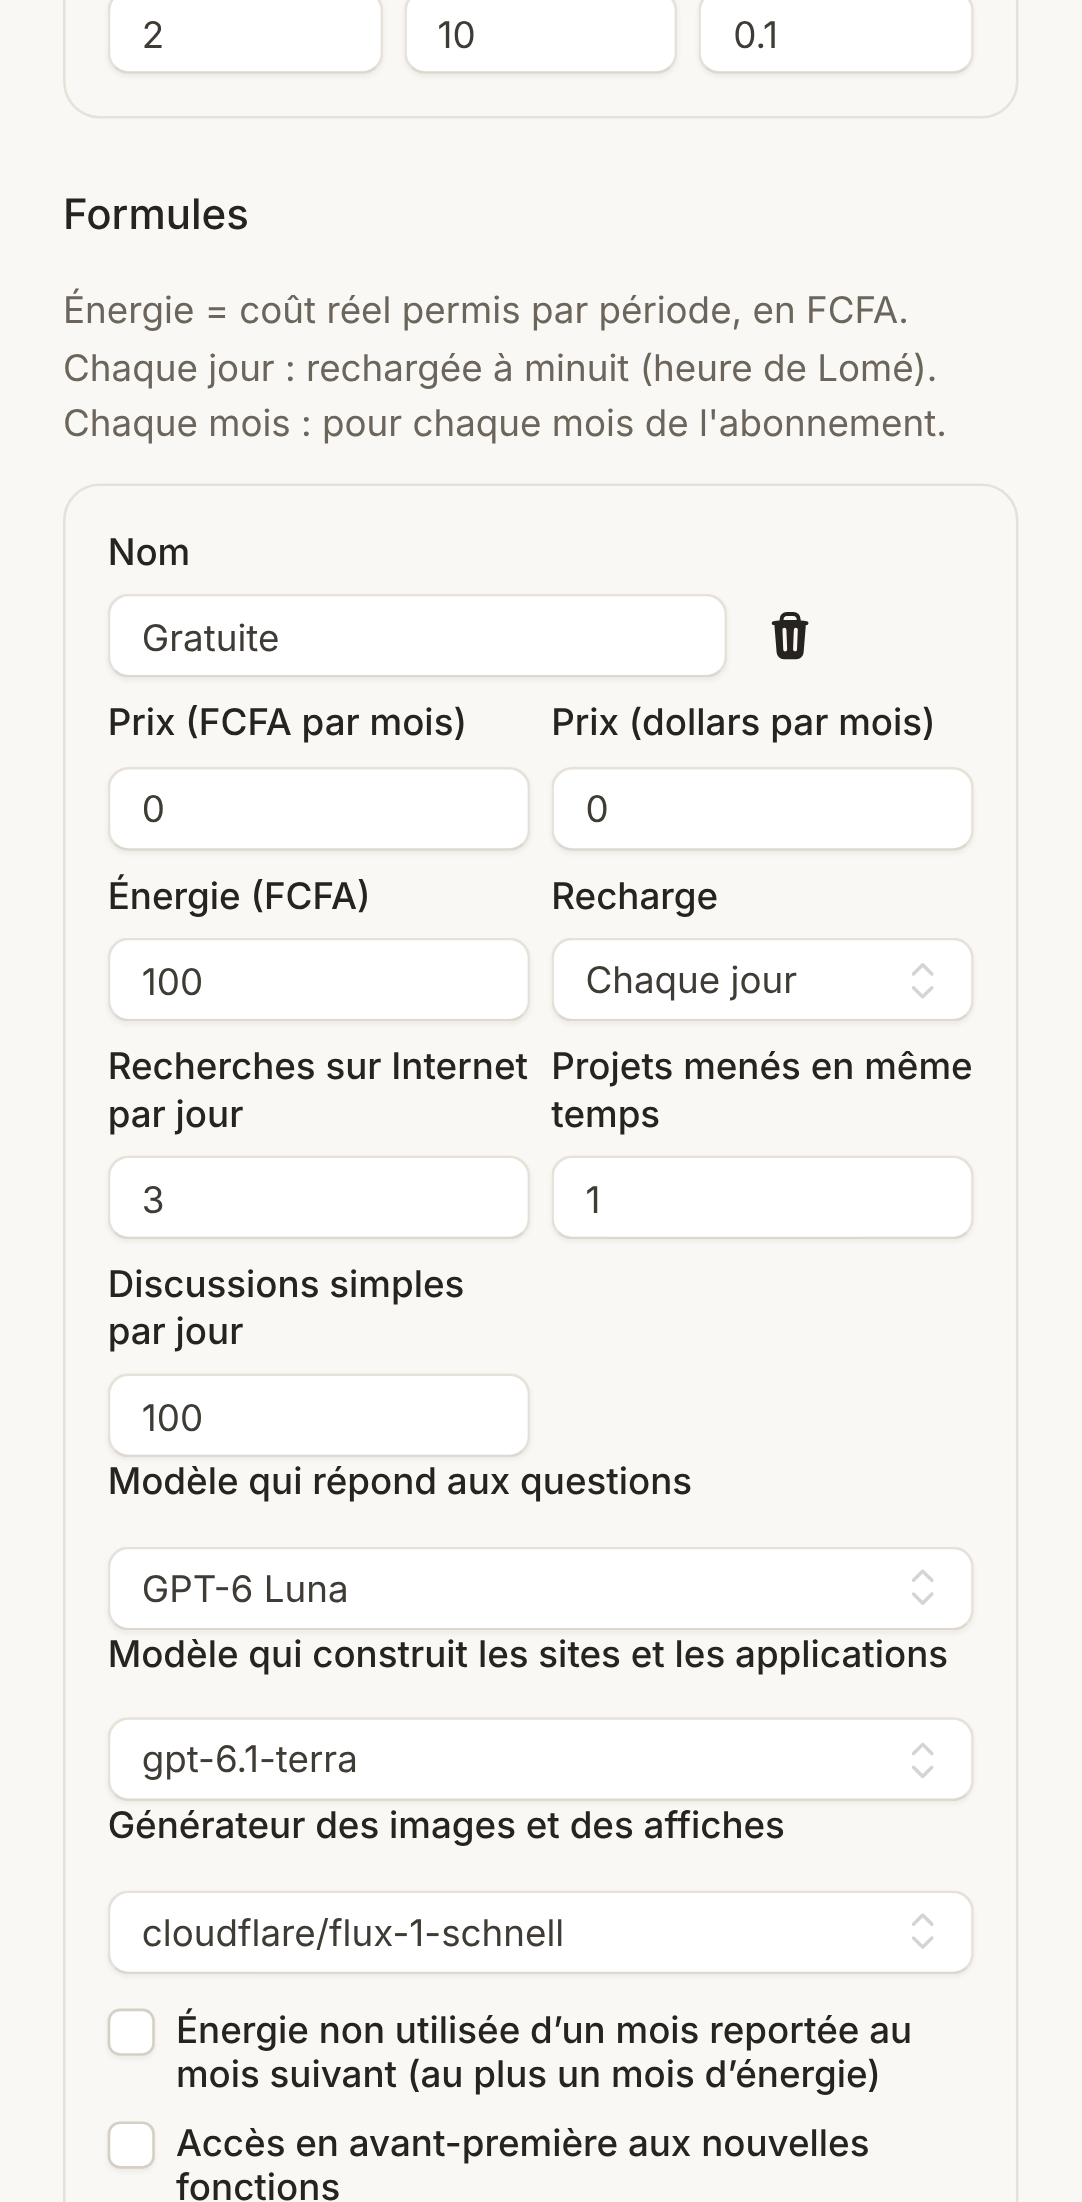 2 10 0.1
Formules
Énergie = coût réel permis par période, en FCFA.
Chaque jour : rechargée à minuit (heure de Lomé).
Chaque mois : pour chaque mois de l'abonnement.
Nom
Gratuite
Prix (FCFA par mois) Prix (dollars par mois)
0 0
Énergie (FCFA) Recharge
100 Chaque jour
Recherches sur Internet par jour
Projets menés en même temps
3 1
Discussions simples
par jour
100
Modèle qui répond aux questions
GPT-6 Luna
Modèle qui construit les sites et les applications
gpt-6.1-terra
Générateur des images et des affiches
cloudflare/flux-1-schnell
Énergie non utilisée d’un mois reportée au
mois suivant (au plus un mois d’énergie)
Accès en avant-première aux nouvelles
fonctions